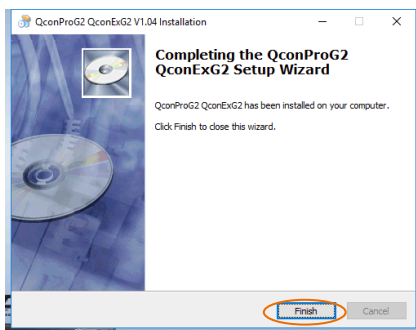 QconProG2 QconExG2 V1.04 Installation
Completing the QconProG2
QconExG2 Setup Wizard
QconProG2 QconExG2 has been installed on your computer.
Click Finish to close this wizard.
Finish
Cancel